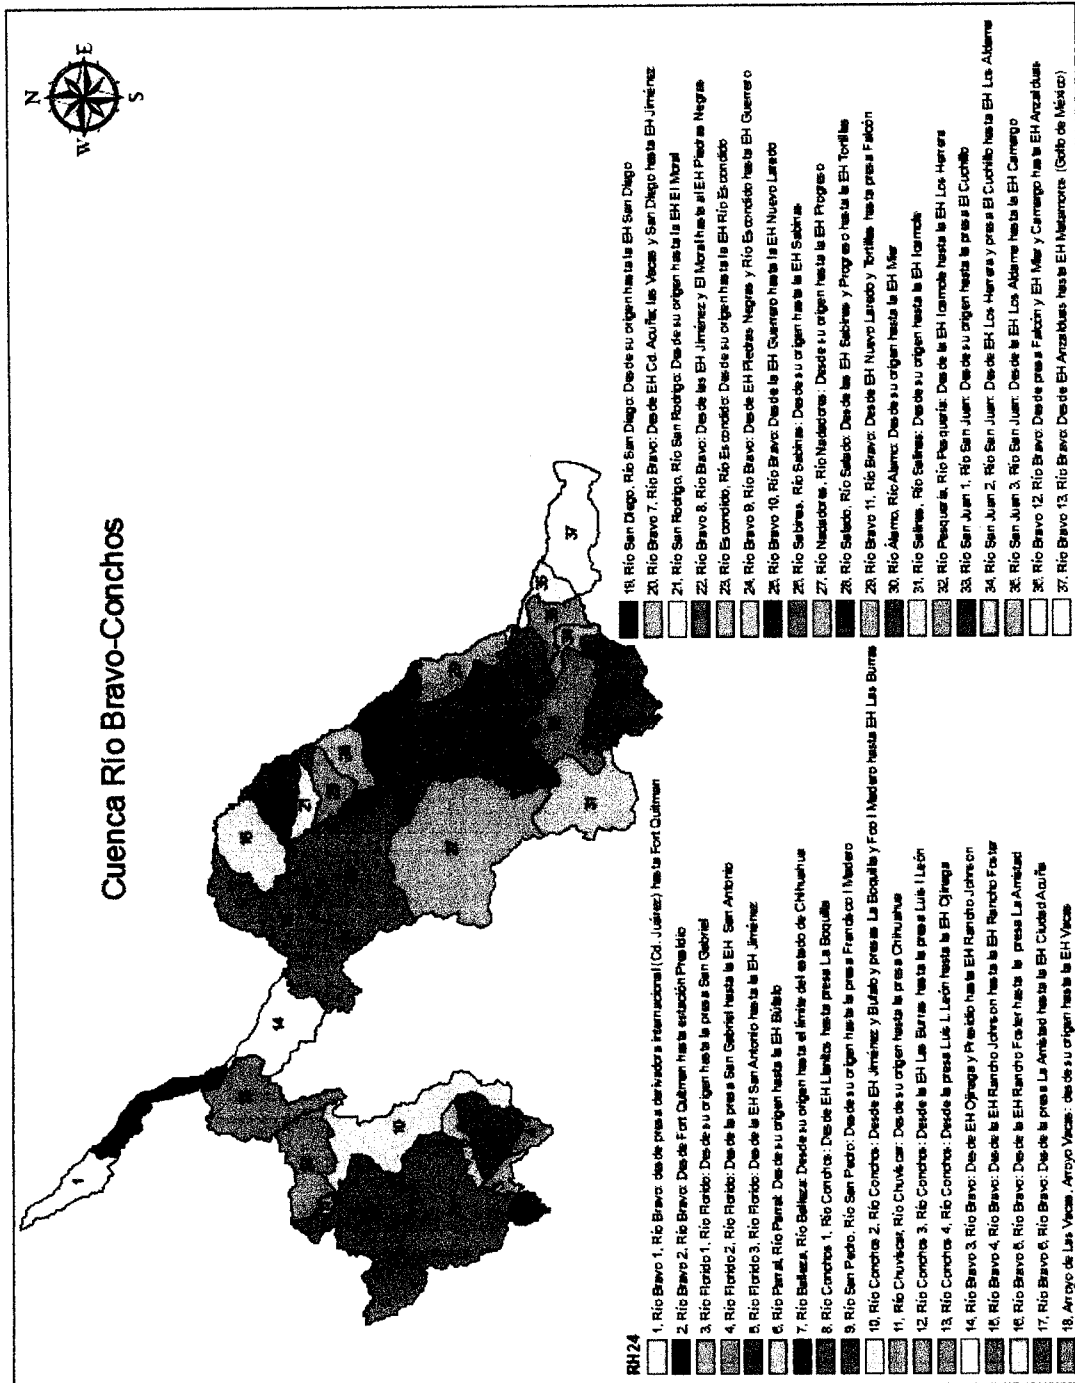 Cuenca Río Bravo-Conchos
N
W
E
S
1
14
10
16
21
37
31
RH24
1, Río Bravo 1, Río Bravo: desde presa derivadora internacional (Cd. Juárez) hasta Fort Quitman
2, Río Bravo 2, Río Bravo: Desde Fort Quitman hasta estación Presidio
3, Río Florido 1, Río Florido: Desde su origen hasta la presa San Gabriel
4, Río Florido 2, Río Florido: Desde la presa San Gabriel hasta la EH San Antonio
5, Río Florido 3, Río Florido: Desde la EH San Antonio hasta la EH Jiménez
6, Río Parral, Río Parral: Desde su origen hasta la EH Búfalo
7, Río Balleza, Río Balleza: Desde su origen hasta el límite del estado de Chihuahua
8, Río Conchos 1, Río Conchos: Desde EH Llanitos hasta presa La Boquilla
9, Río San Pedro, Río San Pedro: Desde su origen hasta la presa Francisco I Madero
10, Río Conchos 2, Río Conchos: Desde EH Jiménez y Búfalo y presas La Boquilla y Fco I Madero hasta EH Las Burras
11, Río Chuviscar, Río Chuviscar: Desde su origen hasta la presa Chihuahua
12, Río Conchos 3, Río Conchos: Desde la EH Las Burras hasta la presa Luis I León
13, Río Conchos 4, Río Conchos: Desde la presa Luis L León hasta la EH Ojinaga
14, Río Bravo 3, Río Bravo: Desde EH Ojinaga y Presidio hasta EH Rancho Johnson
15, Río Bravo 4, Río Bravo: Desde la EH Rancho Johnson hasta la EH Rancho Foster
16, Río Bravo 5, Río Bravo: Desde la EH Rancho Foster hasta la presa La Amistad
17, Río Bravo 6, Río Bravo: Desde la presa La Amistad hasta la EH Ciudad Acuña
18, Arroyo de Las Vacas, Arroyo Vacas: desde su origen hasta la EH Vacas
19, Río San Diego, Río San Diego: Desde su origen hasta la EH San Diego
20, Río Bravo 7, Río Bravo: Desde EH Cd. Acuña, las Vacas y San Diego hasta EH Jiménez
21, Río San Rodrigo, Río San Rodrigo: Desde su origen hasta la EH El Moral
22, Río Bravo 8, Río Bravo: Desde las EH Jiménez y El Moral hasta al EH Piedras Negras
23, Río Escondido, Río Escondido: Desde su origen hasta la EH Río Escondido
24, Río Bravo 9, Río Bravo: Desde EH Piedras Negras y Río Escondido hasta EH Guerrero
25, Río Bravo 10, Río Bravo: Desde la EH Guerrero hasta la EH Nuevo Laredo
26, Río Sabinas, Río Sabinas: Desde su origen hasta la EH Sabinas
27, Río Nadadores, Río Nadadores: Desde su origen hasta la EH Progreso
28, Río Salado, Río Salado: Desde las EH Sabinas y Progreso hasta la EH Tortillas
29, Río Bravo 11, Río Bravo: Desde EH Nuevo Laredo y Tortillas hasta presa Falcón
30, Río Álamo, Río Alamo: Desde su origen hasta la EH Mier
31, Río Salinas, Río Salinas: Desde su origen hasta la EH Icamole
32, Río Pesquería, Río Pesquería: Desde la EH Icamole hasta la EH Los Herrera
33, Río San Juan 1, Río San Juan: Desde su origen hasta la presa El Cuchillo
34, Río San Juan 2, Río San Juan: Desde EH Los Herrera y presa El Cuchillo hasta EH Los Aldama
35, Río San Juan 3, Río San Juan: Desde la EH Los Aldama hasta la EH Camargo
36, Río Bravo 12, Río Bravo: Desde presa Falcón y EH Mier y Camargo hasta EH Anzalduas
37, Río Bravo 13, Río Bravo: Desde EH Anzalduas hasta EH Matamoros (Golfo de México)